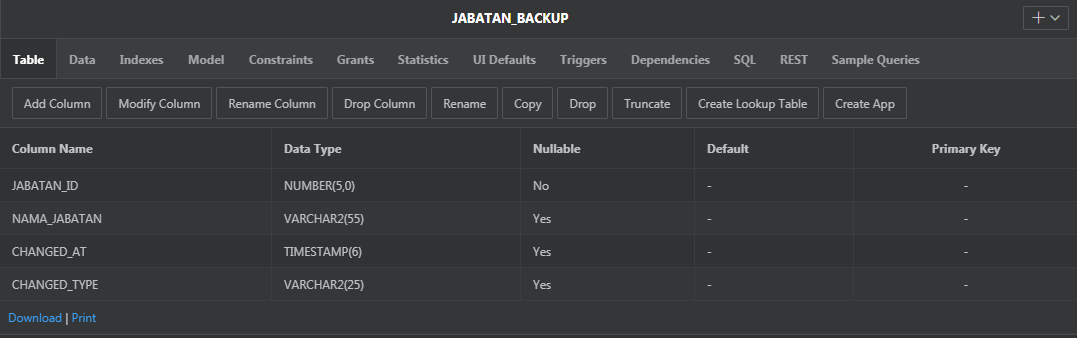 JABATAN_BACKUP
Table Data Indexes Model Constraints Grants Statistics UI Defaults Triggers Dependencies SQL REST Sample Queries
Add Column Modify Column Rename Column Drop Column Rename Copy Drop Truncate Create Lookup Table Create App
Column Name Data Type Nullable Default Primary Key
JABATAN_ID NUMBER(5,0) No - -
NAMA_JABATAN VARCHAR2(55) Yes - -
CHANGED_AT TIMESTAMP(6) Yes - -
CHANGED_TYPE VARCHAR2(25) Yes - -
Download | Print